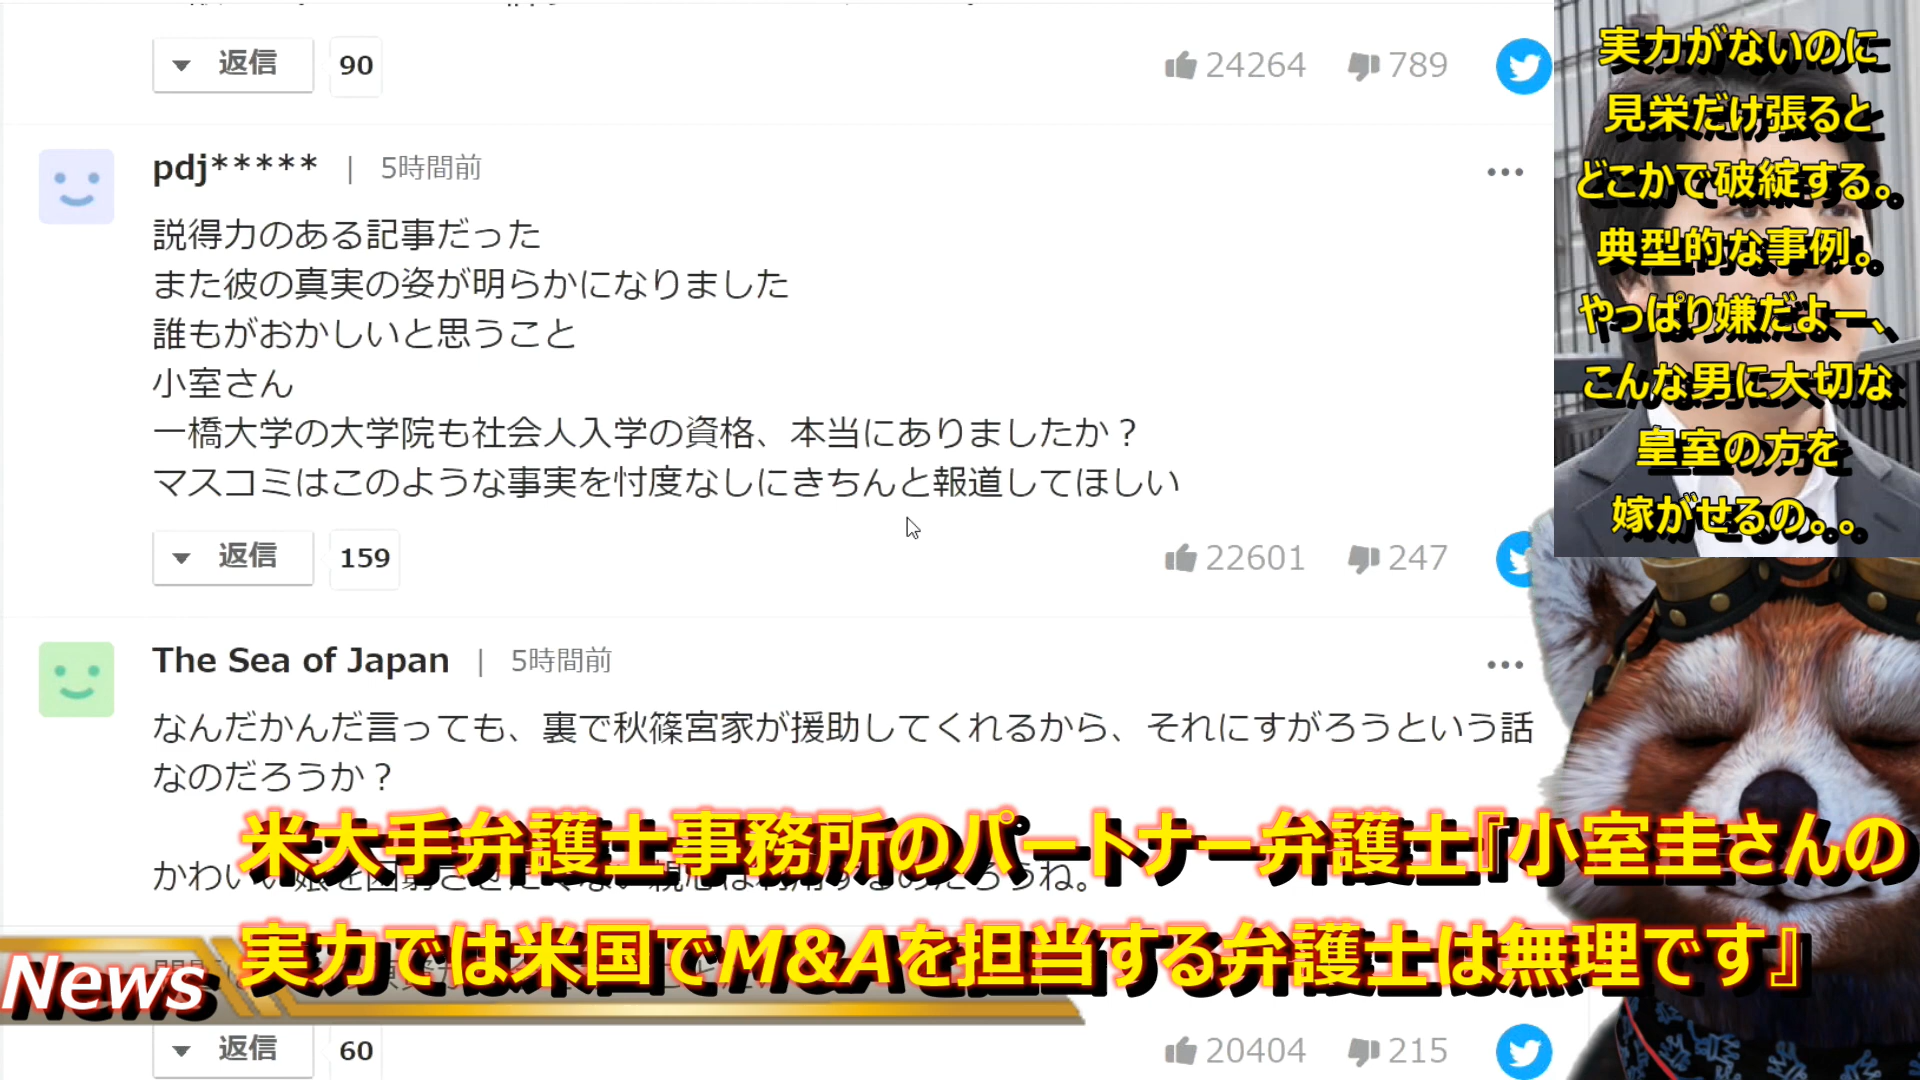 返信 90
24264 789
pdj***** | 5時間前
説得力のある記事だった
また彼の真実の姿が明らかになりました
誰もがおかしいと思うこと
小室さん
一橋大学の大学院も社会人入学の資格、本当にありましたか？
マスコミはこのような事実を忖度なしにきちんと報道してほしい
返信 159
22601 247
The Sea of Japan | 5時間前
なんだかんだ言っても、裏で秋篠宮家が援助してくれるから、それにすがろうという話
なのだろうか？
返信 60
20404 215
実力がないのに
見栄だけ張ると
どこかで破綻する。
典型的な事例。
やっぱり嫌だよー、
こんな男に大切な
皇室の方を
嫁がせるの。。
米大手弁護士事務所のパートナー弁護士『小室圭さんの
実力では米国でM&Aを担当する弁護士は無理です』
News